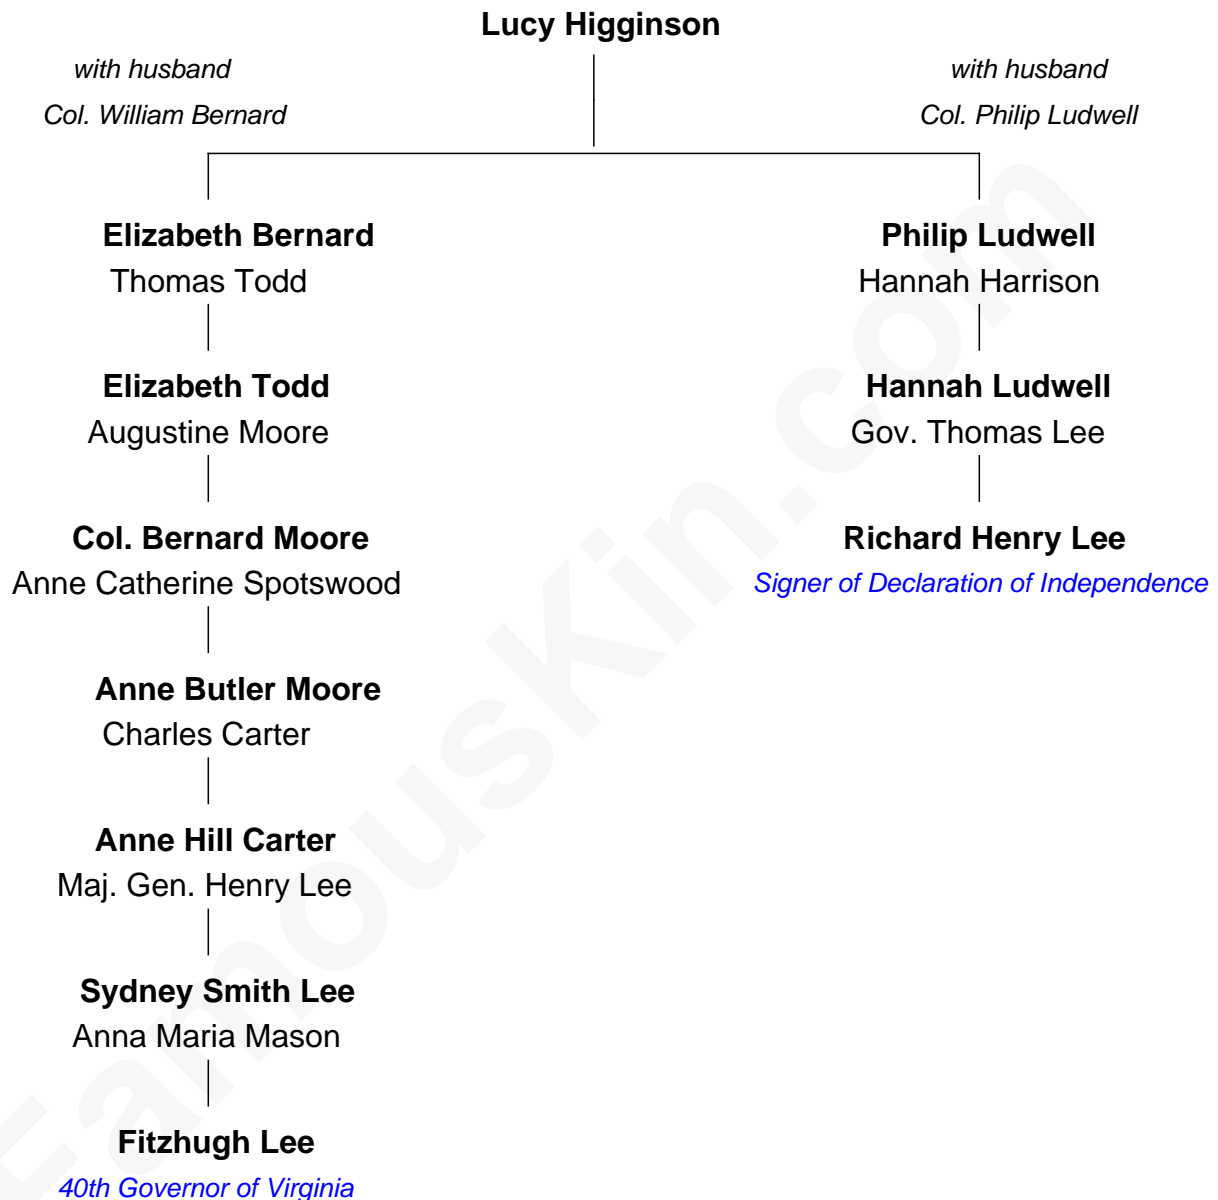 Lucy Higginson
with husband
Col. William Bernard
with husband
Col. Philip Ludwell
Elizabeth Bernard
Thomas Todd
Philip Ludwell
Hannah Harrison
Elizabeth Todd
Augustine Moore
Hannah Ludwell
Gov. Thomas Lee
Col. Bernard Moore
Anne Catherine Spotswood
Richard Henry Lee
Signer of Declaration of Independence
Anne Butler Moore
Charles Carter
Anne Hill Carter
Maj. Gen. Henry Lee
Sydney Smith Lee
Anna Maria Mason
Fitzhugh Lee
40th Governor of Virginia
FamousKin.com